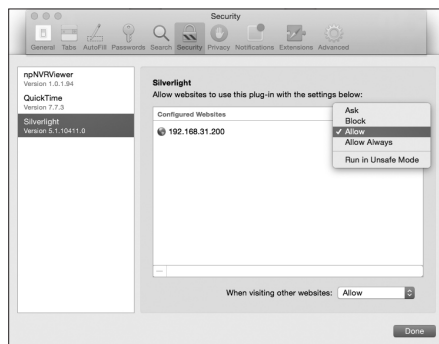 Security
General Tabs AutoFill Passwords Search Security Privacy Notifications Extensions Advanced
npNVRViewer
Version 1.0.1.94
QuickTime
Version 7.7.3
Silverlight
Version 5.1.10411.0
Silverlight
Allow websites to use this plug-in with the settings below:
Configured Websites
192.168.31.200
Ask
Block
✓ Allow
Allow Always
Run in Unsafe Mode
When visiting other websites: Allow
Done